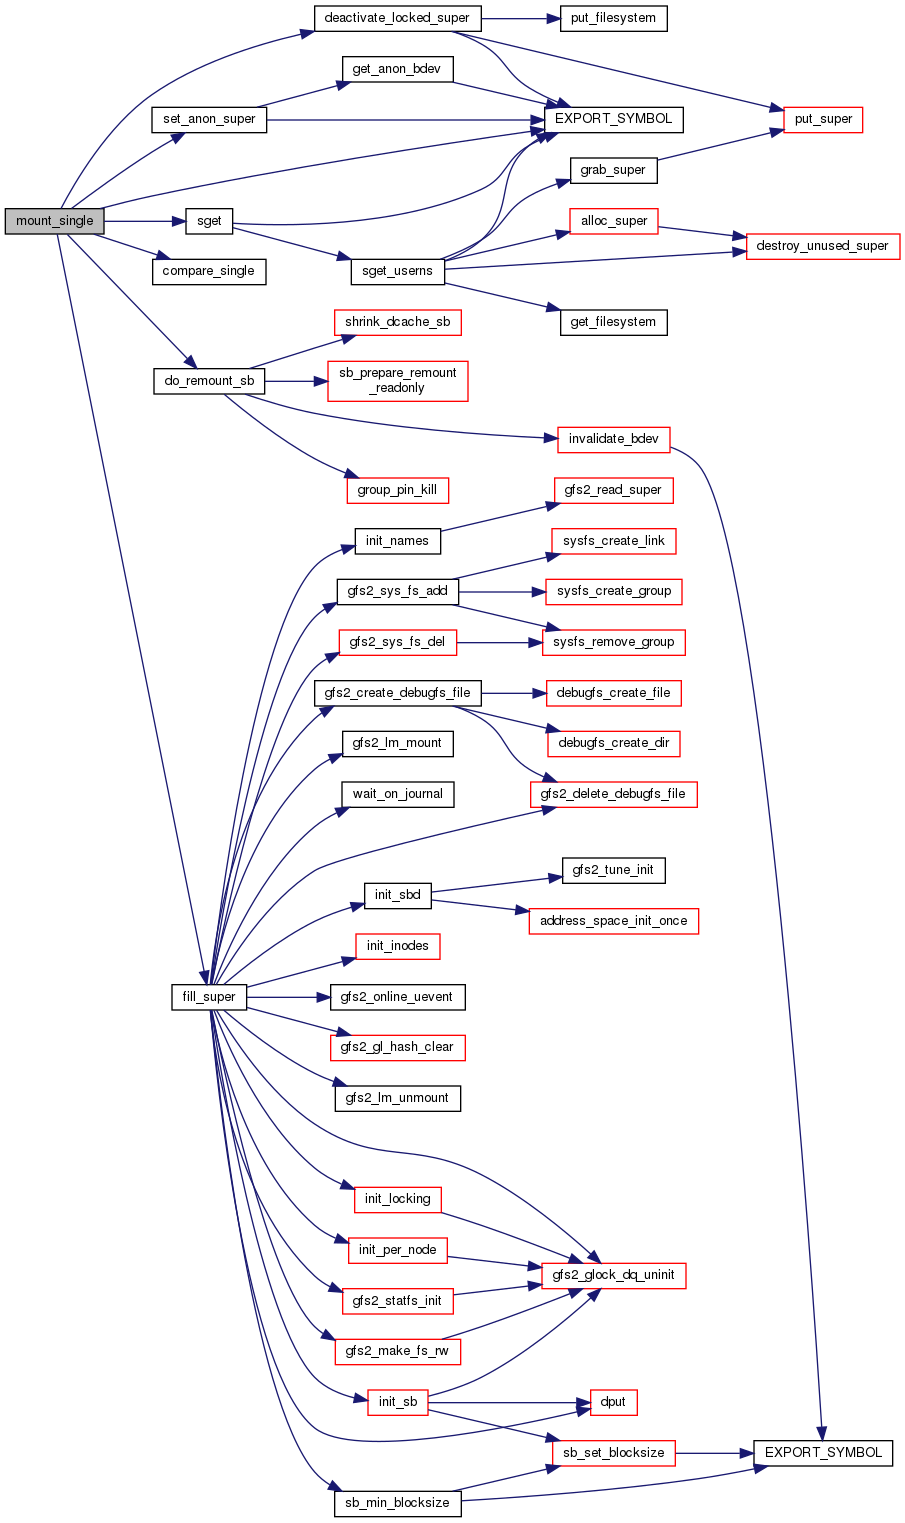 deactivate_locked_super
put_filesystem
get_anon_bdev
set_anon_super
EXPORT_SYMBOL
put_super
grab_super
mount_single
sget
alloc_super
destroy_unused_super
compare_single
sget_userns
get_filesystem
shrink_dcache_sb
do_remount_sb
sb_prepare_remount
_readonly
invalidate_bdev
group_pin_kill
gfs2_read_super
init_names
sysfs_create_link
gfs2_sys_fs_add
sysfs_create_group
gfs2_sys_fs_del
sysfs_remove_group
gfs2_create_debugfs_file
debugfs_create_file
gfs2_lm_mount
debugfs_create_dir
wait_on_journal
gfs2_delete_debugfs_file
gfs2_tune_init
init_sbd
address_space_init_once
init_inodes
fill_super
gfs2_online_uevent
gfs2_gl_hash_clear
gfs2_lm_unmount
init_locking
init_per_node
gfs2_glock_dq_uninit
gfs2_statfs_init
gfs2_make_fs_rw
init_sb
dput
sb_set_blocksize
EXPORT_SYMBOL
sb_min_blocksize